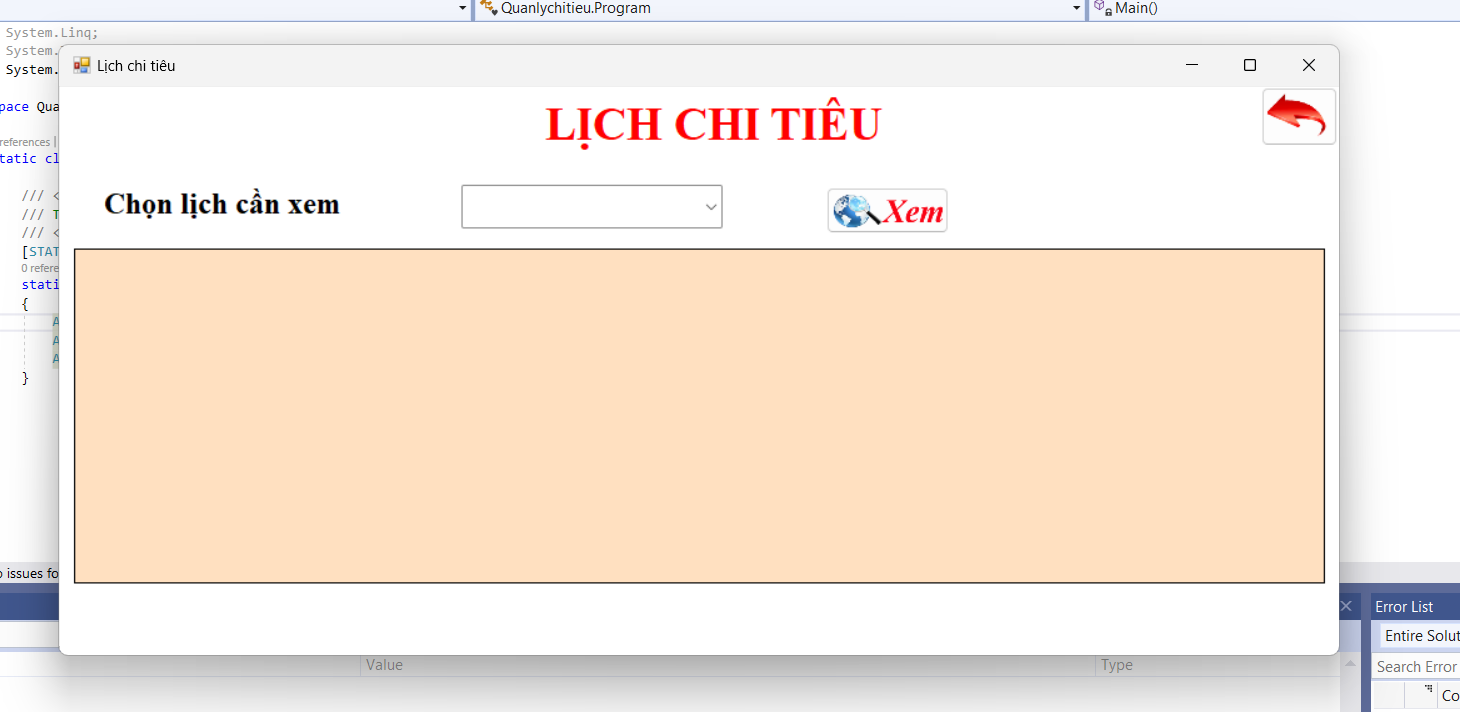 Quanlychitieu.Program
Main()
System.Linq;
System.
System.
Lịch chi tiêu
LỊCH CHI TIÊU
pace Qua
references |
tatic cl
Chọn lịch cần xem
Xem
/// <
/// T
/// <
[STAT
0 refere
stati
{
A
A
A
}
o issues fo
Error List
Entire Solut
Value
Type
Search Error
Co